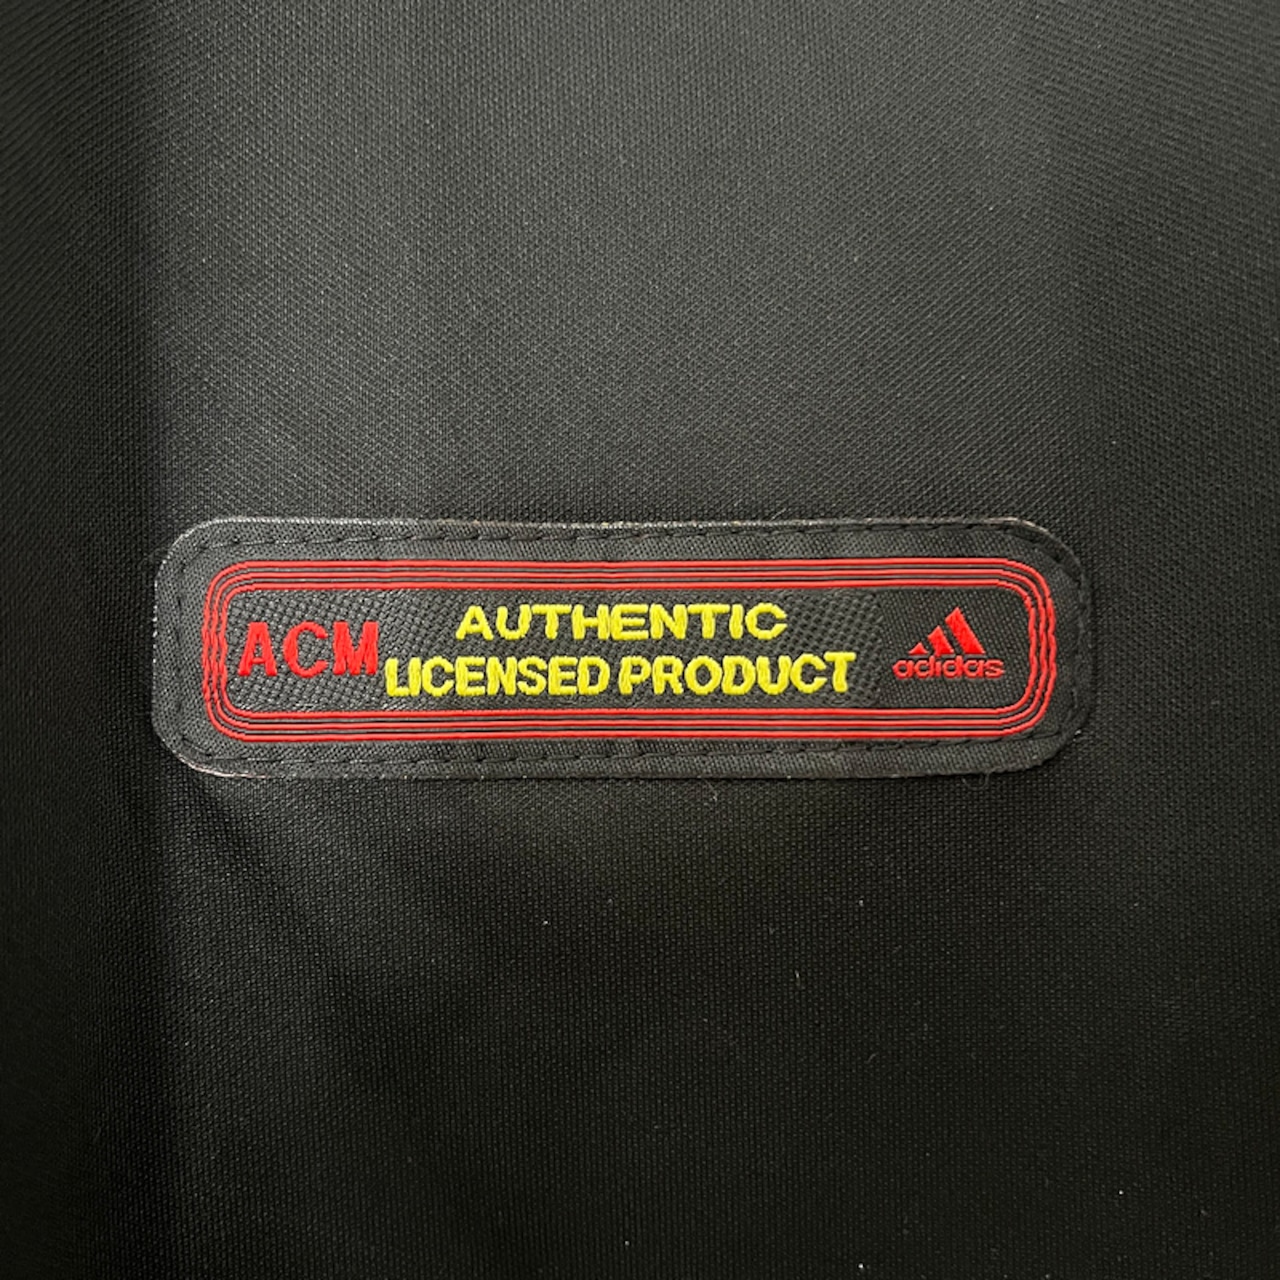 ACM
AUTHENTIC
LICENSED PRODUCT
adidas